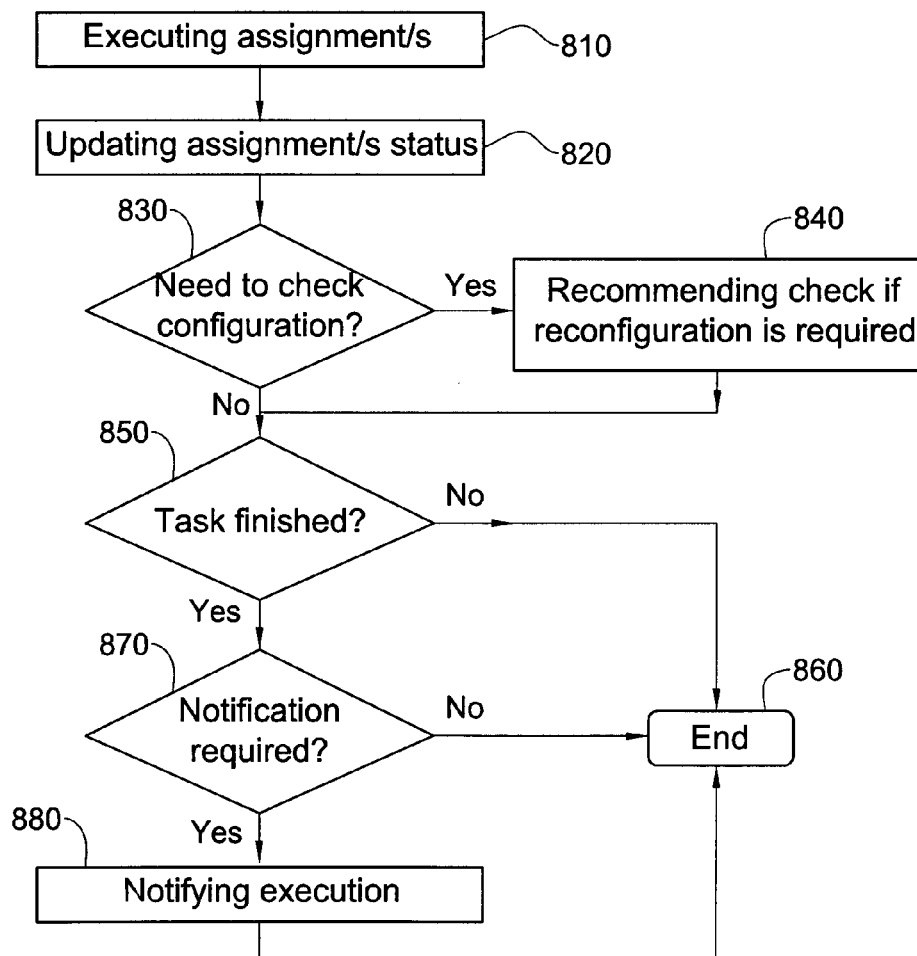 Executing assignment/s
810
Updating assignment/s status
820
830
Need to check
configuration?
Yes
840
Recommending check if
reconfiguration is required
No
850
Task finished?
No
Yes
870
Notification
required?
No
860
End
Yes
880
Notifying execution